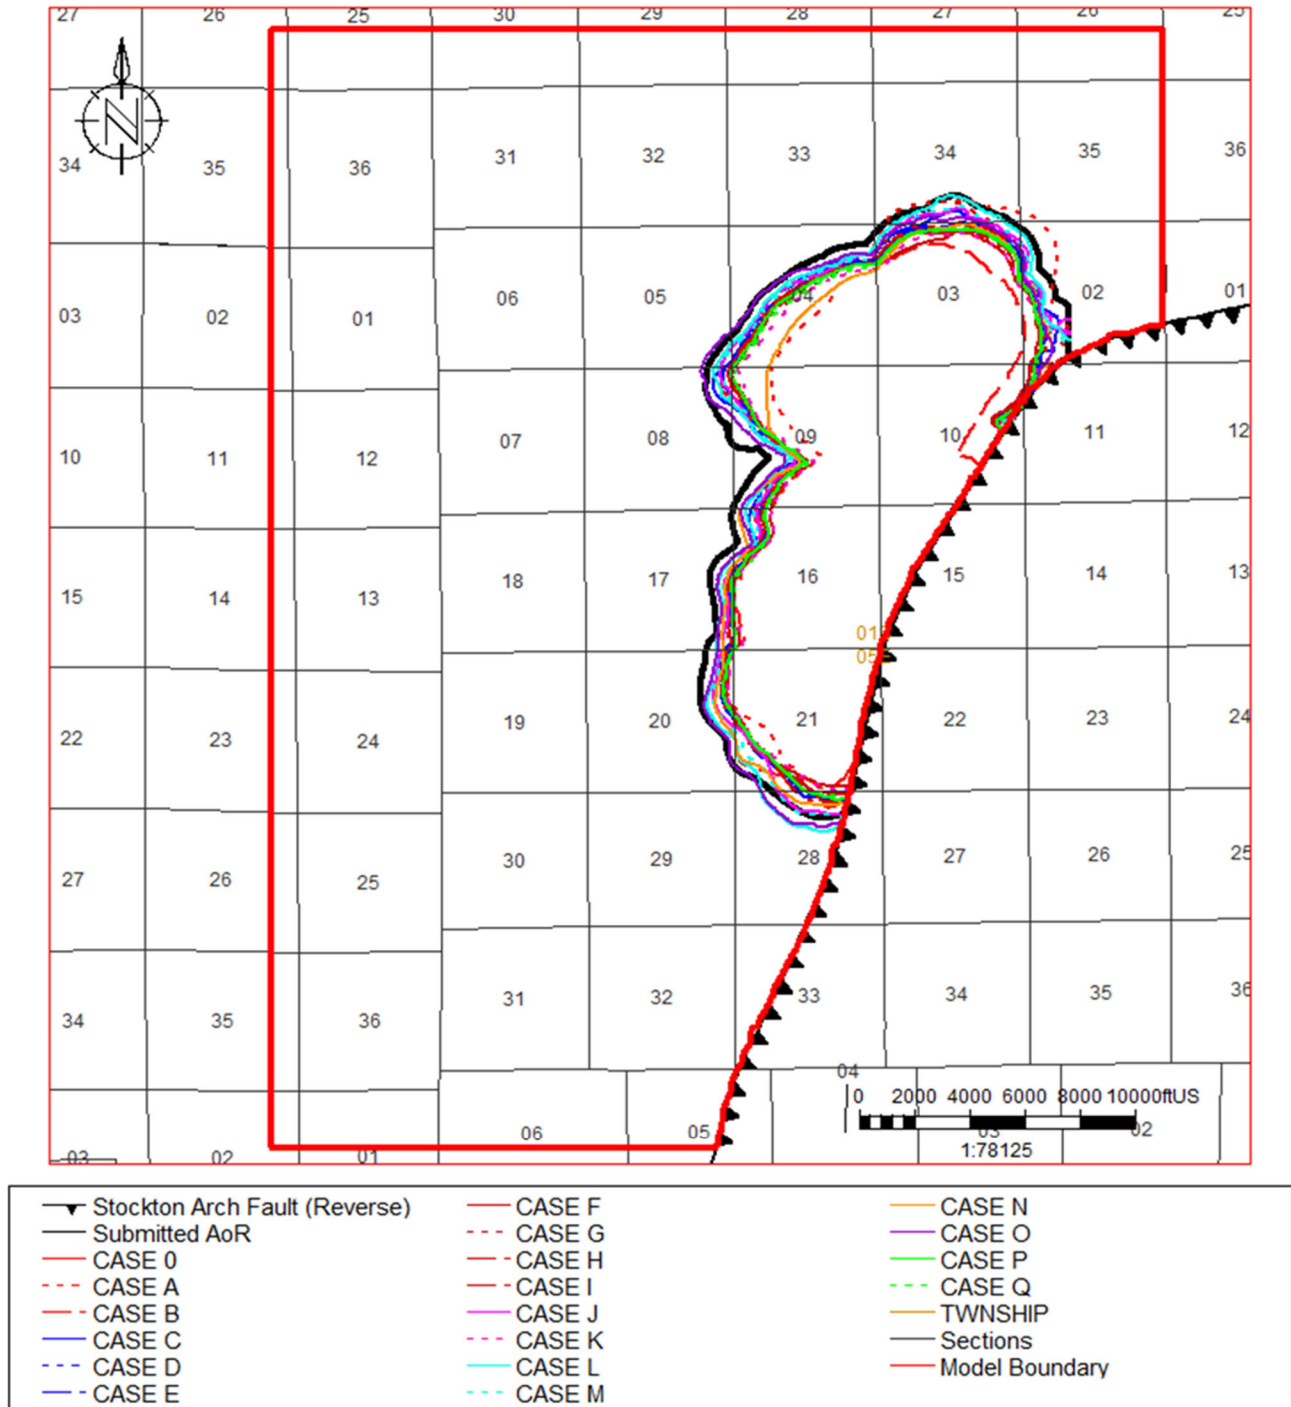 27 26 25 30 29 28 27 26 25
N
34 35 36 31 32 33 34 35 36
03 02 01 06 05 04 03 02 01
10 11 12 07 08 09 10 11 12
15 14 13 18 17 16 15 14 13
01
05
22 23 24 19 20 21 22 23 24
27 26 25 30 29 28 27 26 25
34 35 36 31 32 33 34 35 36
04
0 2000 4000 6000 8000 10000ftUS
03 02 01 06 05 03 02
1:78125
Stockton Arch Fault (Reverse)
Submitted AoR
CASE 0
CASE A
CASE B
CASE C
CASE D
CASE E
CASE F
CASE G
CASE H
CASE I
CASE J
CASE K
CASE L
CASE M
CASE N
CASE O
CASE P
CASE Q
TWNSHIP
Sections
Model Boundary